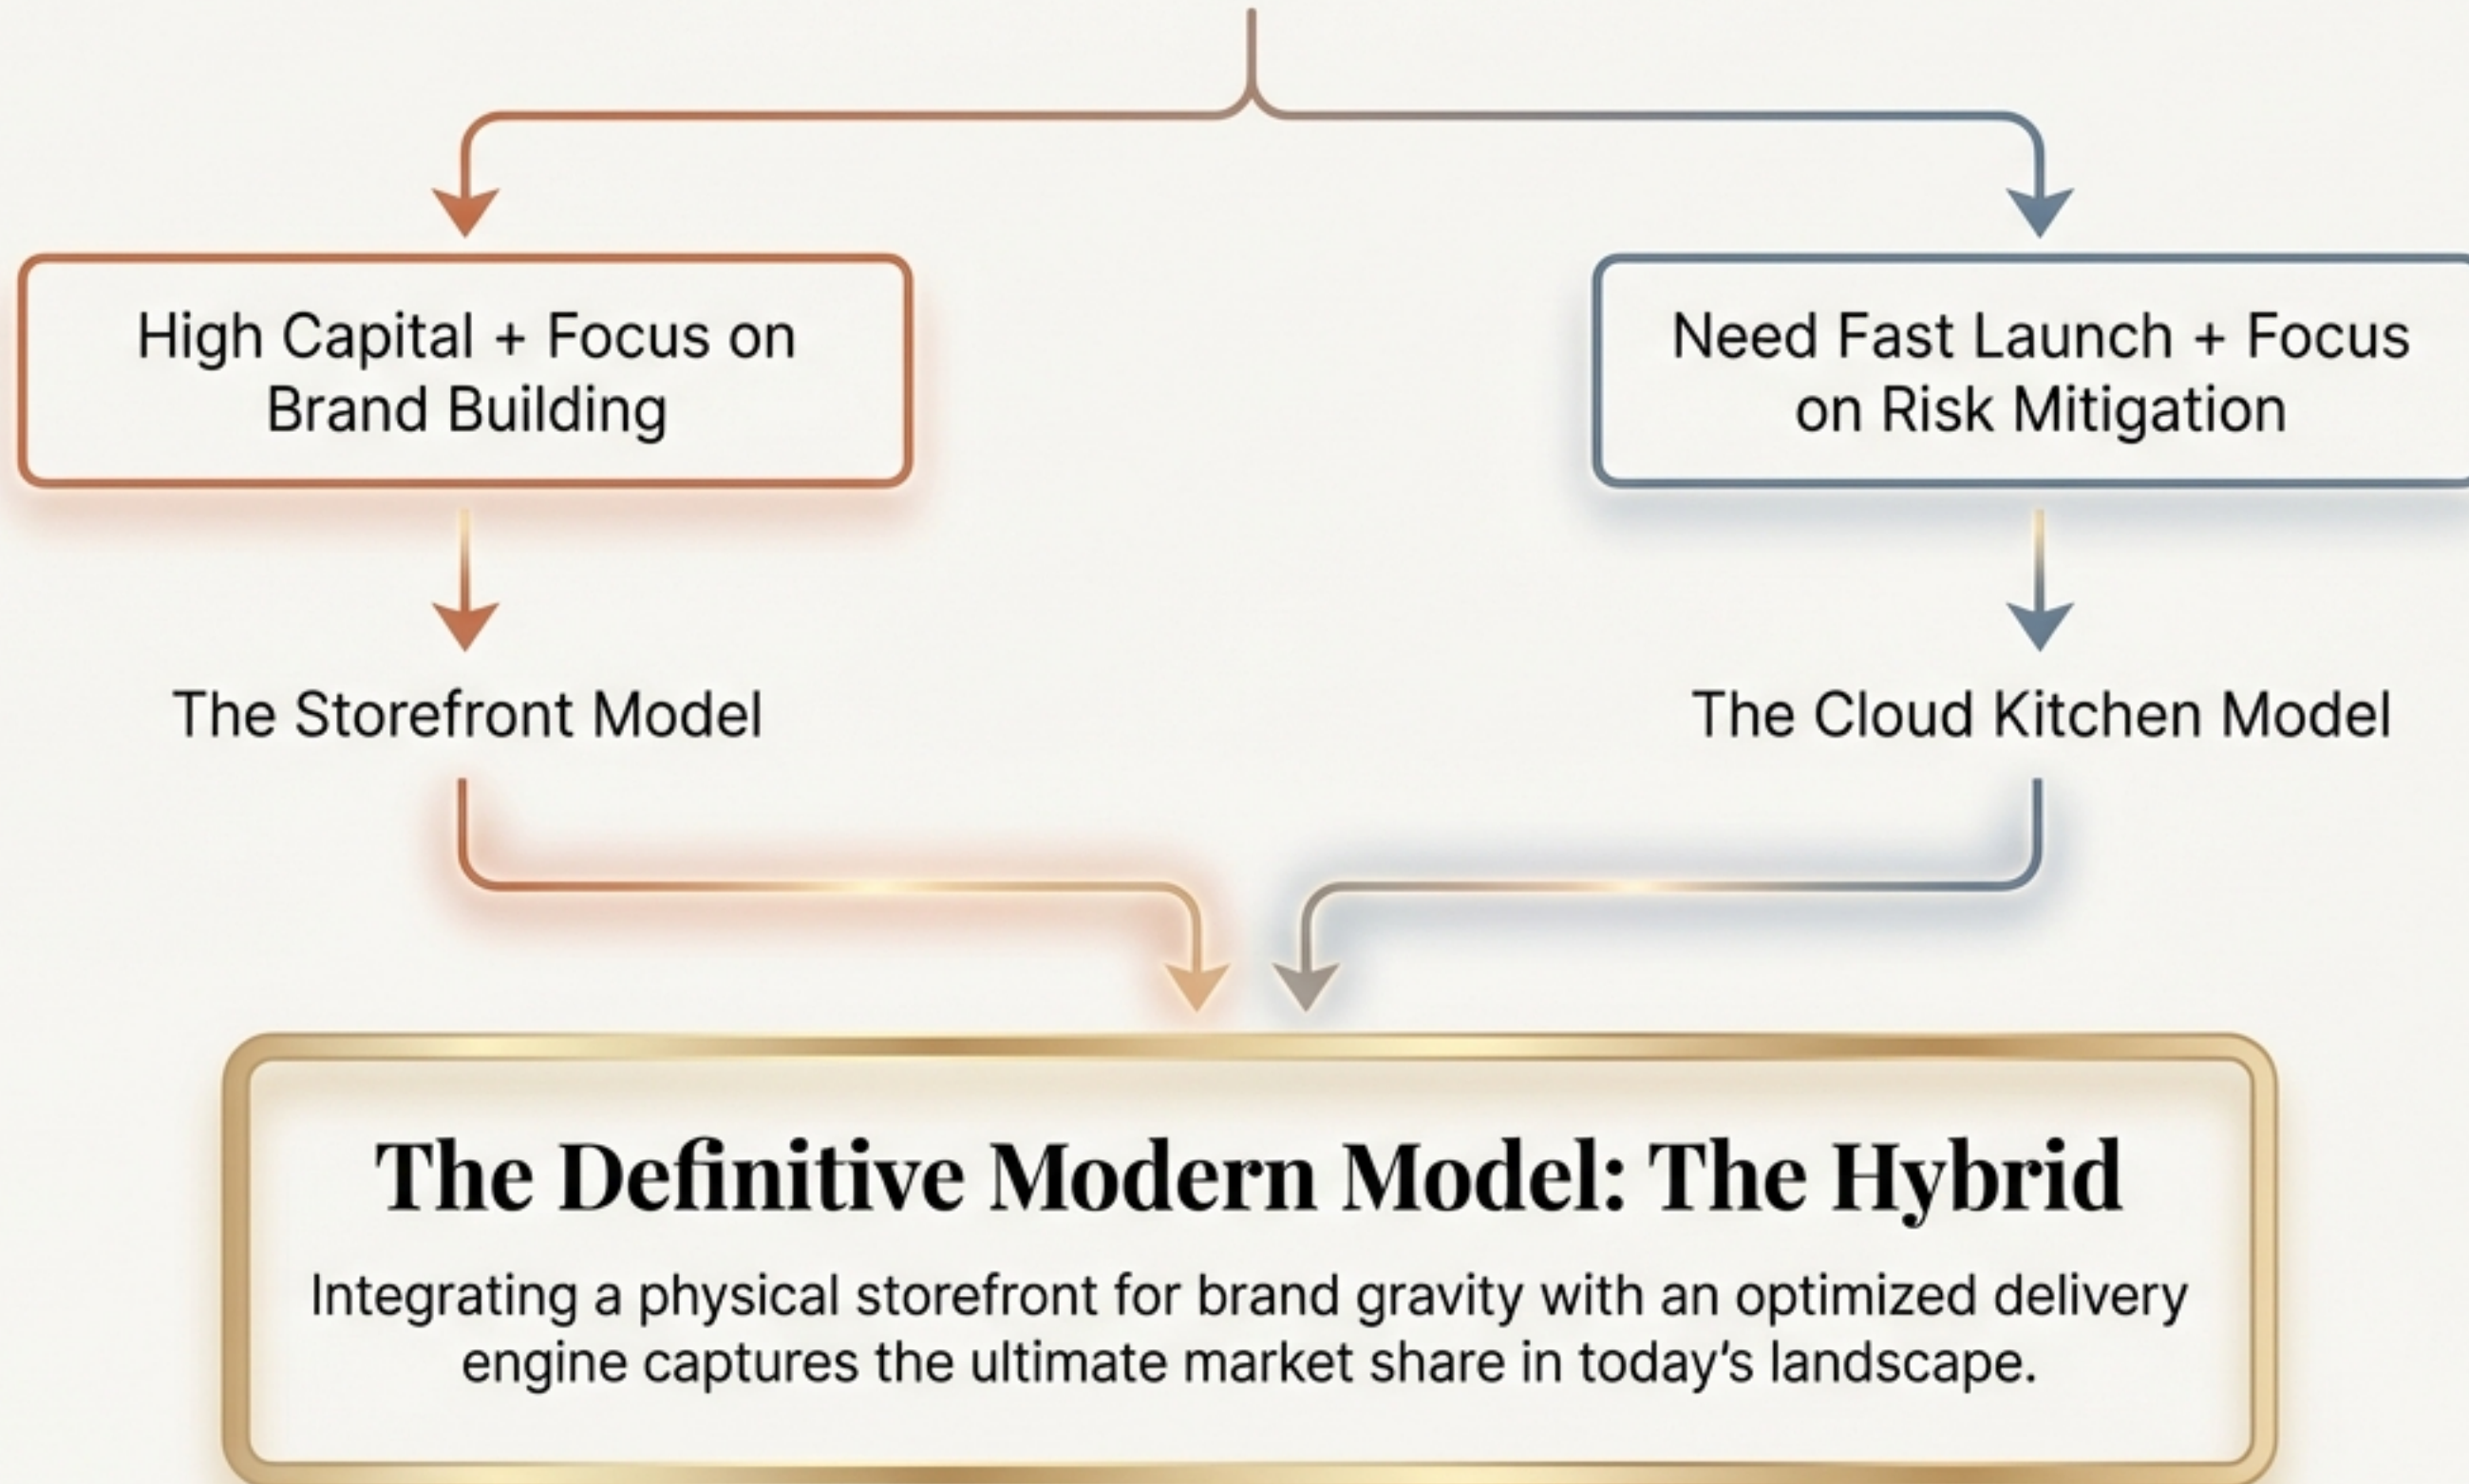 High Capital + Focus on
Brand Building
Need Fast Launch + Focus
on Risk Mitigation
The Storefront Model
The Cloud Kitchen Model
The Definitive Modern Model: The Hybrid
Integrating a physical storefront for brand gravity with an optimized delivery
engine captures the ultimate market share in today’s landscape.